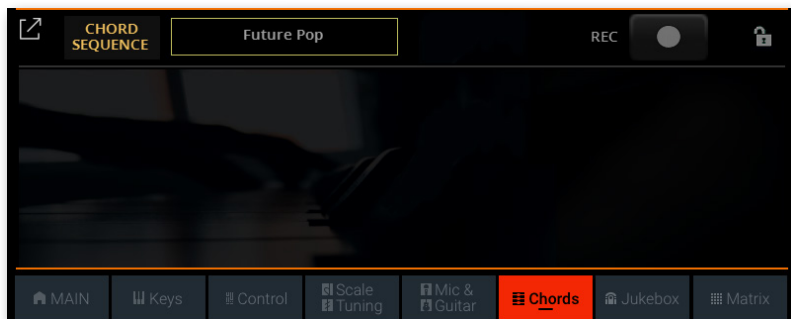 CHORD
SEQUENCE
Future Pop
REC
MAIN
Keys
Control
Scale
Tuning
Mic &
Guitar
Chords
Jukebox
Matrix